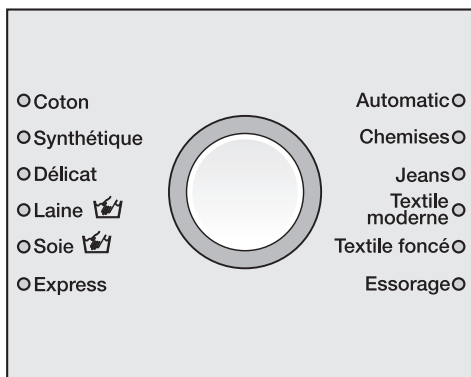 Coton
Synthétique
Délicat
Laine
Soie
Express
Automatic
Chemises
Jeans
Textile
moderne
Textile foncé
Essorage